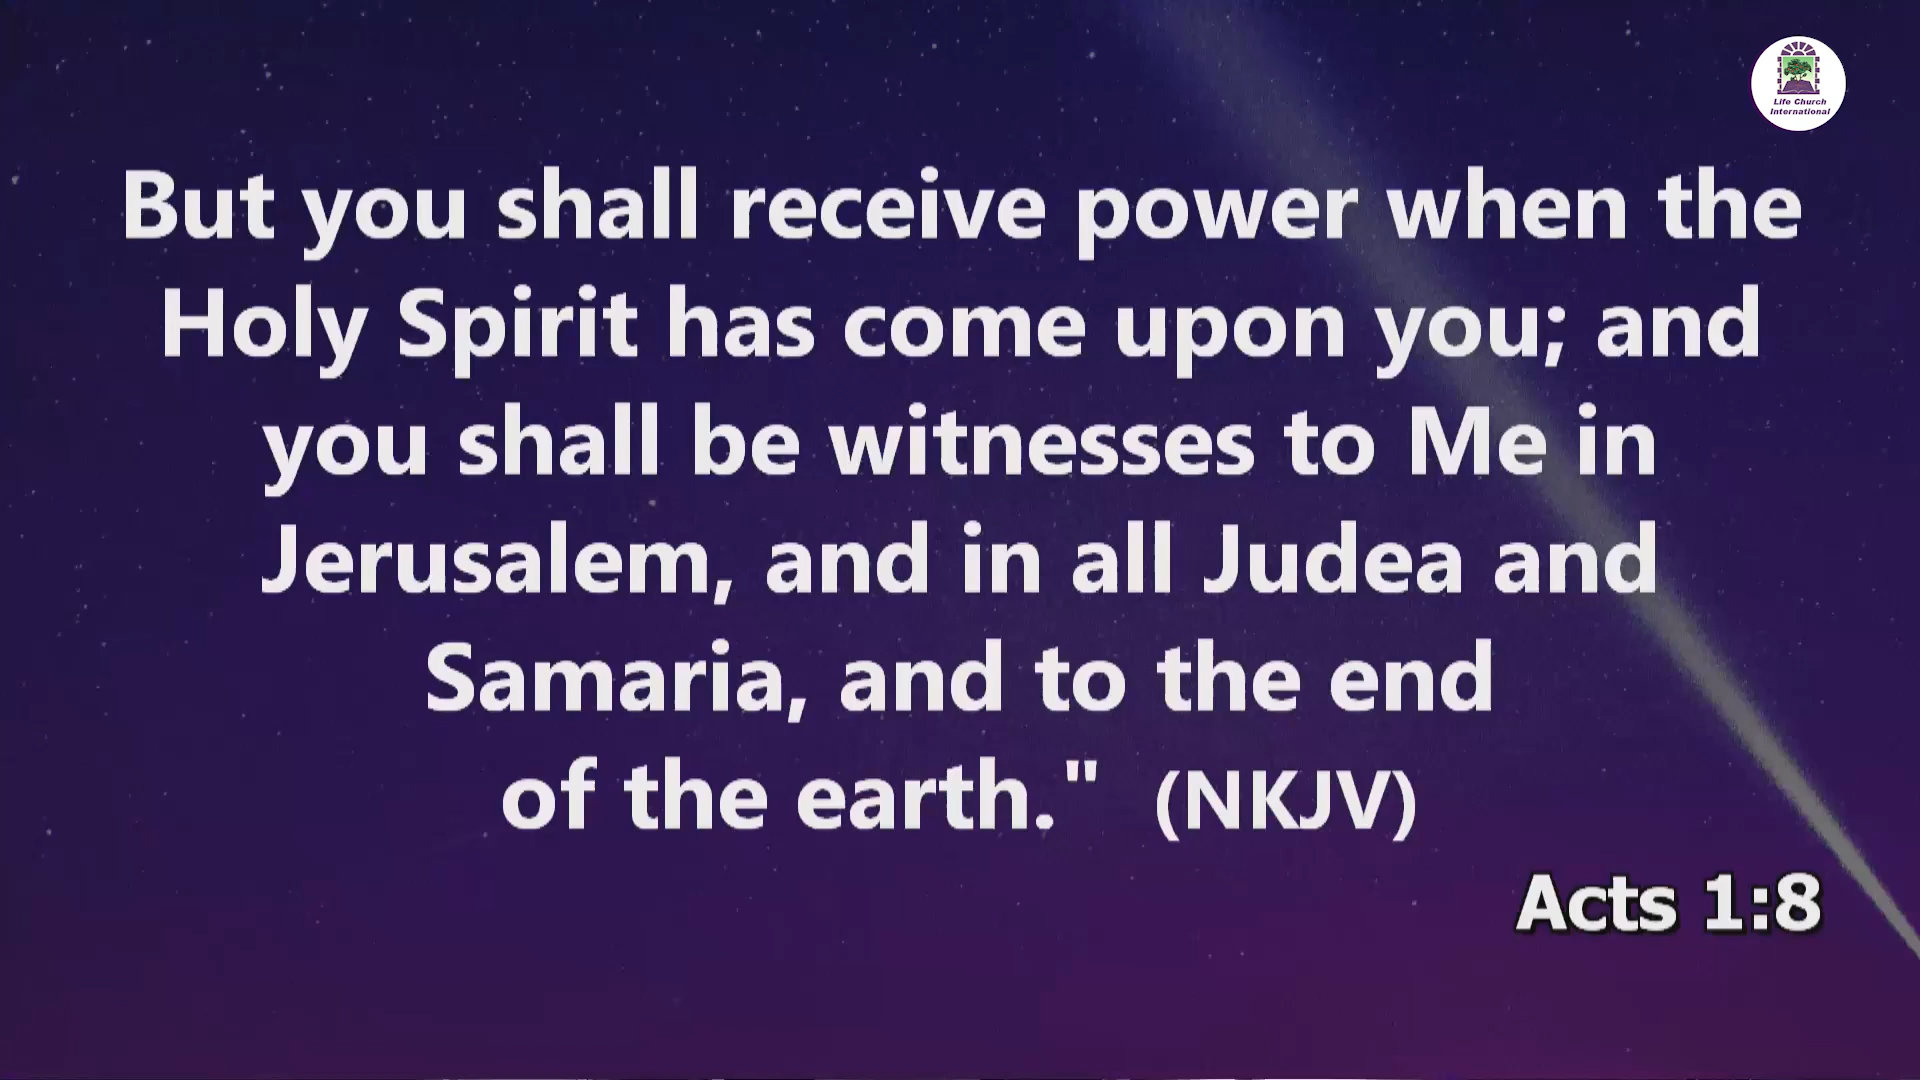 Life Church
International
But you shall receive power when the
Holy Spirit has come upon you; and
you shall be witnesses to Me in
Jerusalem, and in all Judea and
Samaria, and to the end
of the earth." (NKJV)
Acts 1:8